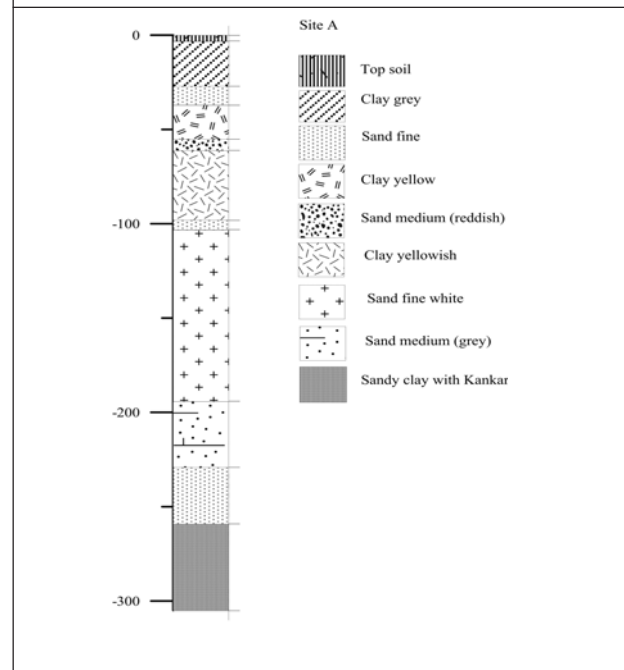 Site A
0
-100
-200
-300
Top soil
Clay grey
Sand fine
Clay yellow
Sand medium (reddish)
Clay yellowish
Sand fine white
Sand medium (grey)
Sandy clay with Kankar